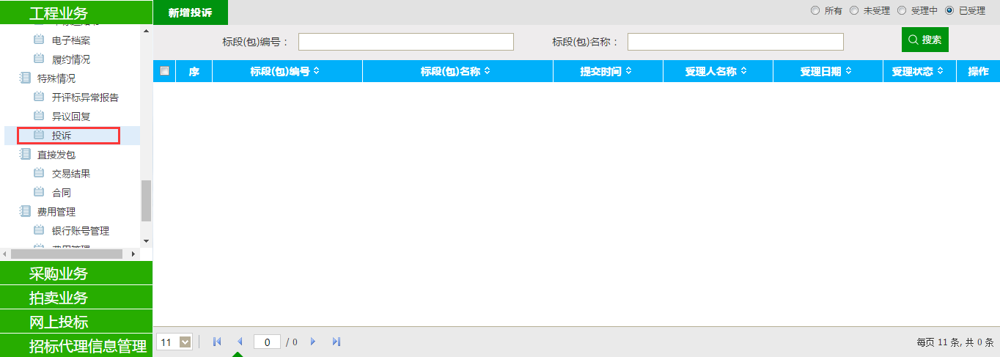 工程业务
电子档案
履约情况
特殊情况
开评标异常报告
异议回复
投诉
直接发包
交易结果
合同
费用管理
银行账号管理
采购业务
拍卖业务
网上投标
招标代理信息管理
新增投诉
所有 未受理 受理中 已受理
标段(包)编号： 标段(包)名称： 搜索
序 标段(包)编号 标段(包)名称 提交时间 受理人名称 受理日期 受理状态 操作
11 0 / 0 每页 11 条, 共 0 条